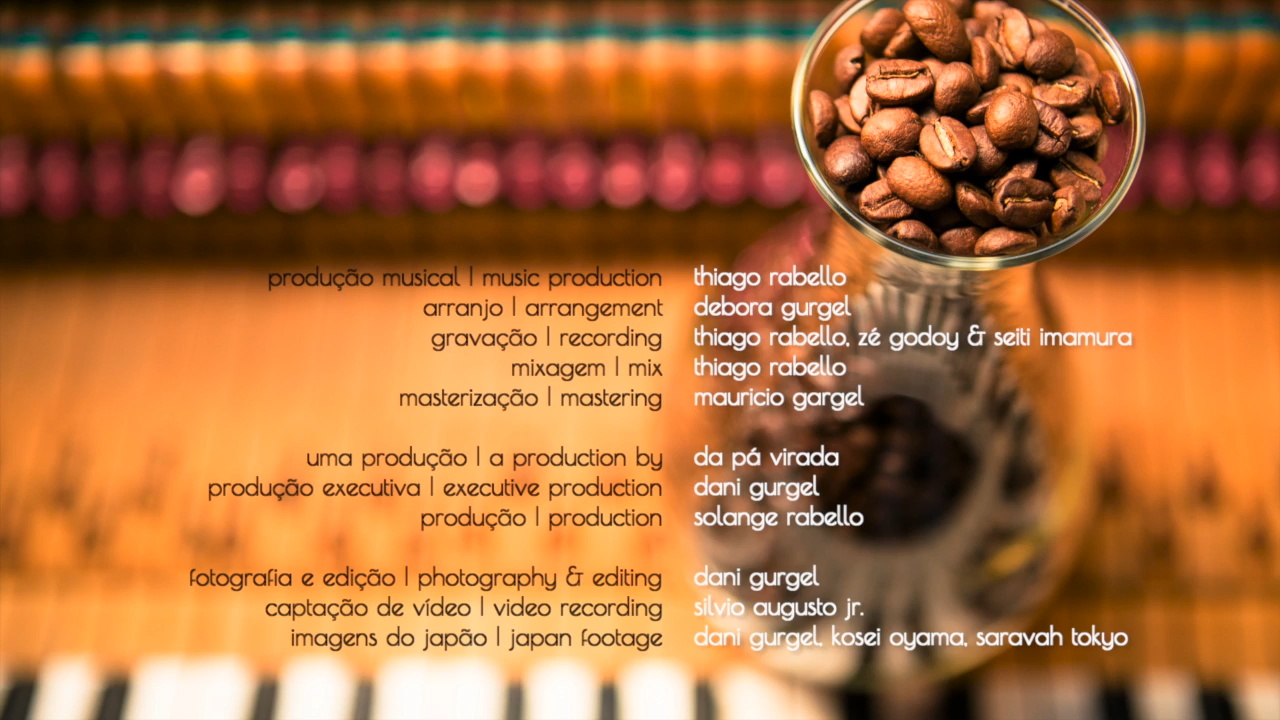 produção musical | music production thiago rabello
arranjo | arrangement debora gurgel
gravação | recording thiago rabello, zé godoy & seiti imamura
mixagem | mix thiago rabello
masterização | mastering mauricio gargel
uma produção | a production by da pá virada
produção executiva | executive production dani gurgel
produção | production solange rabello
fotografia e edição | photography & editing dani gurgel
captação de vídeo | video recording silvio augusto jr.
imagens do japão | japan footage dani gurgel, kosei oyama, saravah tokyo